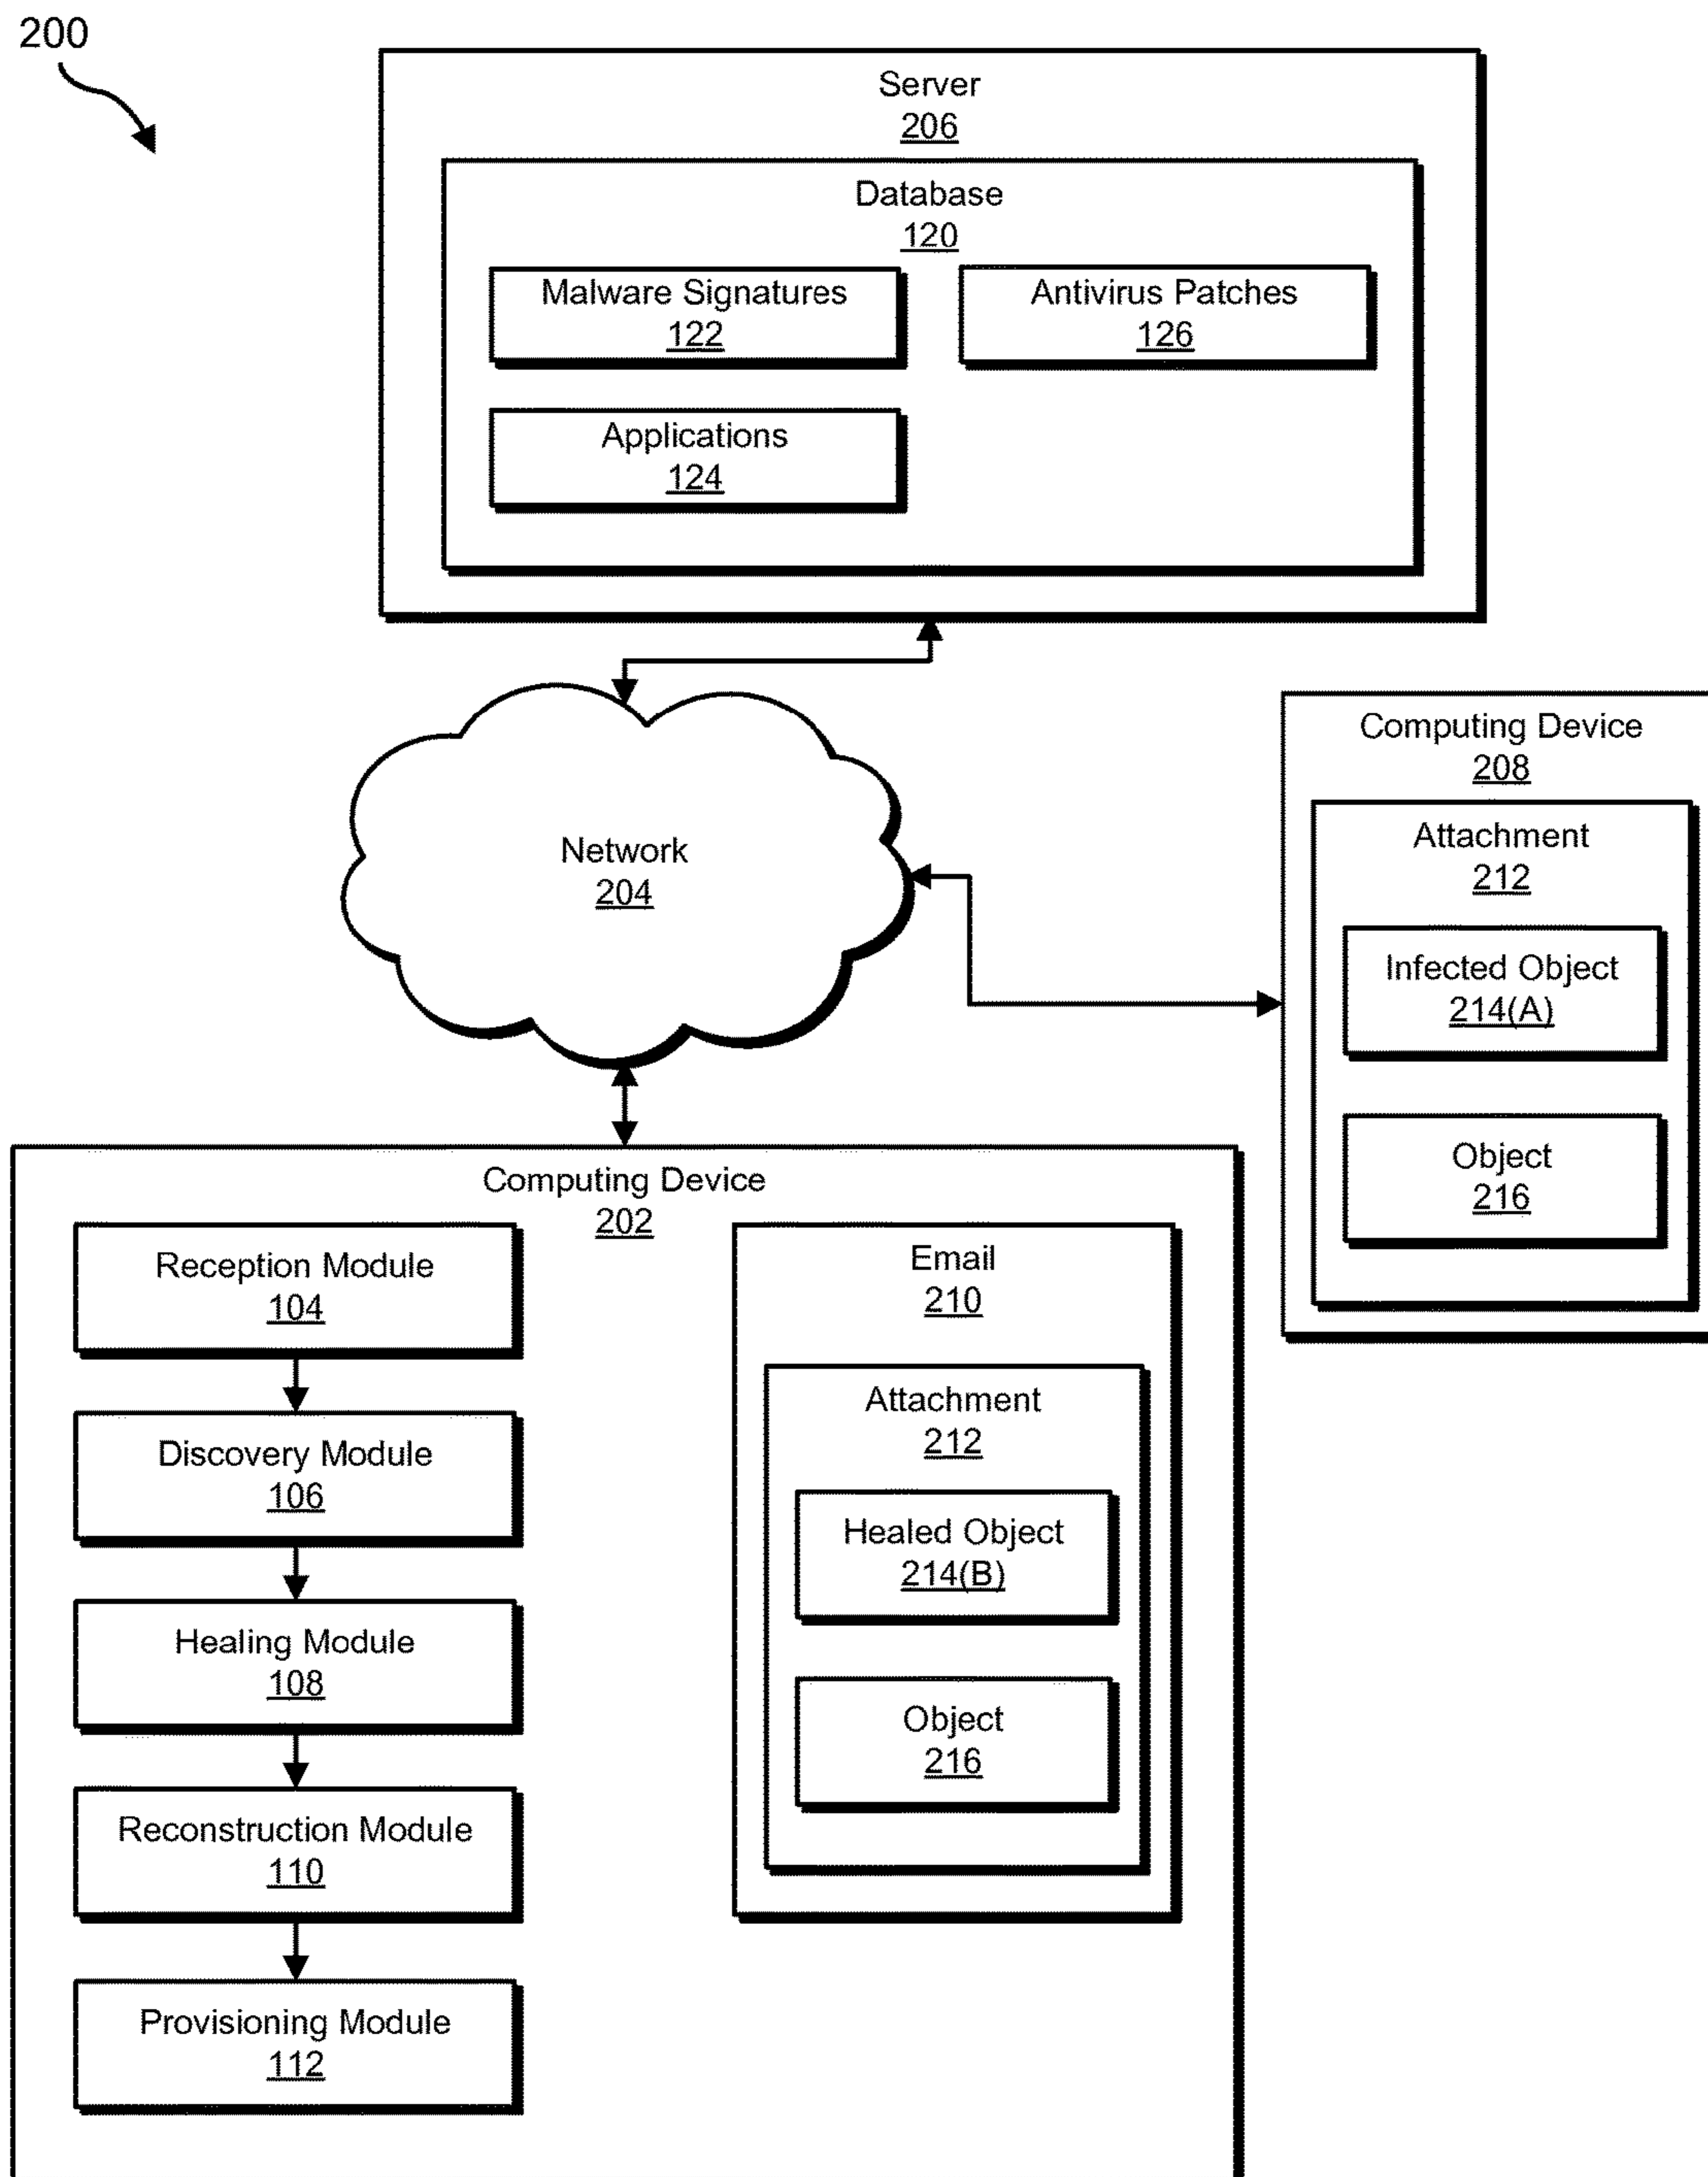 200
Server
206
Database
120
Malware Signatures
122
Antivirus Patches
126
Applications
124
Network
204
Computing Device
208
Attachment
212
Infected Object
214(A)
Object
216
Computing Device
202
Reception Module
104
Discovery Module
106
Healing Module
108
Reconstruction Module
110
Provisioning Module
112
Email
210
Attachment
212
Healed Object
214(B)
Object
216